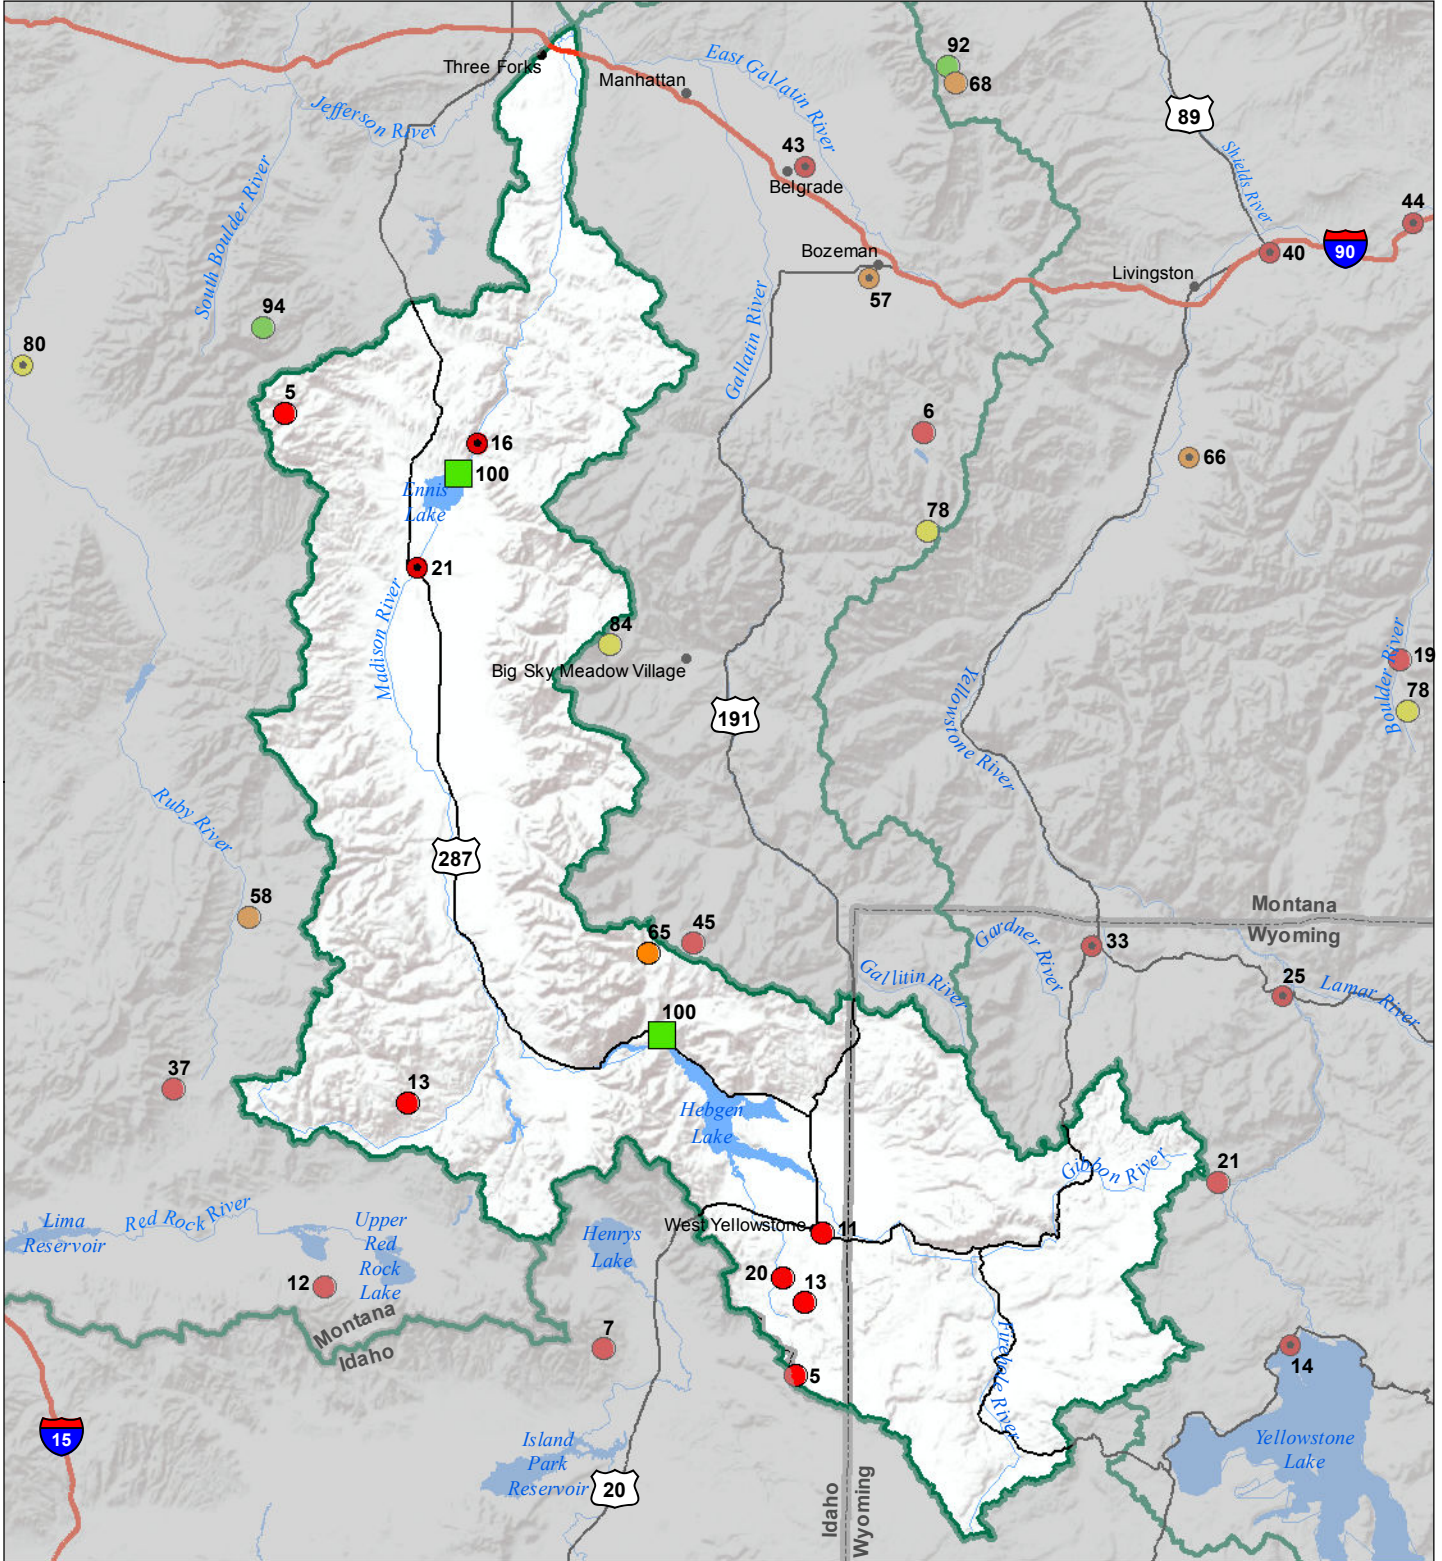 92
Three Forks
Manhattan
East Gallatin River
68
Jefferson River
89
43
Belgrade
Shields River
South Boulder River
44
Bozeman
40
90
Livingston
57
94
Gallatin River
80
5
6
16
66
100
Ennis
Lake
78
21
Madison River
84
Big Sky Meadow Village
Boulder River
19
78
191
Yellowstone River
Ruby River
287
58
Montana
Wyoming
65
45
Gardner River
33
Gallitin River
25
Lamar River
100
37
13
Hebgen
Lake
Gibbon River
21
Lima
Reservoir
Red Rock River
Upper
Red
Rock
Lake
Henrys
Lake
West Yellowstone
11
12
20
13
Montana
Idaho
7
Firehole River
14
5
15
Island
Park
Reservoir
20
Yellowstone
Lake
Idaho
Wyoming